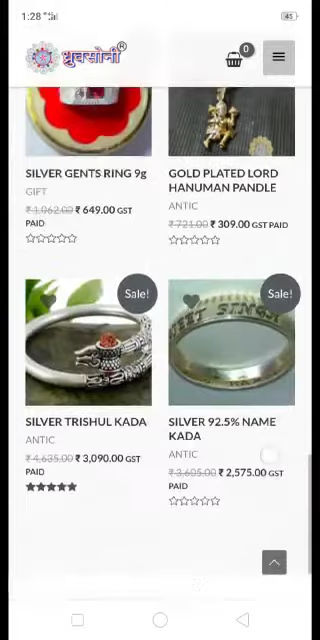 1:28
45
ध्रुवसोनी®
0
SILVER GENTS RING 9g
GIFT
₹ 1,062.00 ₹ 649.00 GST
PAID
GOLD PLATED LORD
HANUMAN PANDLE
ANTIC
₹ 721.00 ₹ 309.00 GST PAID
Sale!
Sale!
SILVER TRISHUL KADA
ANTIC
₹ 4,635.00 ₹ 3,090.00 GST
PAID
SILVER 92.5% NAME
KADA
ANTIC
₹ 3,605.00 ₹ 2,575.00 GST
PAID